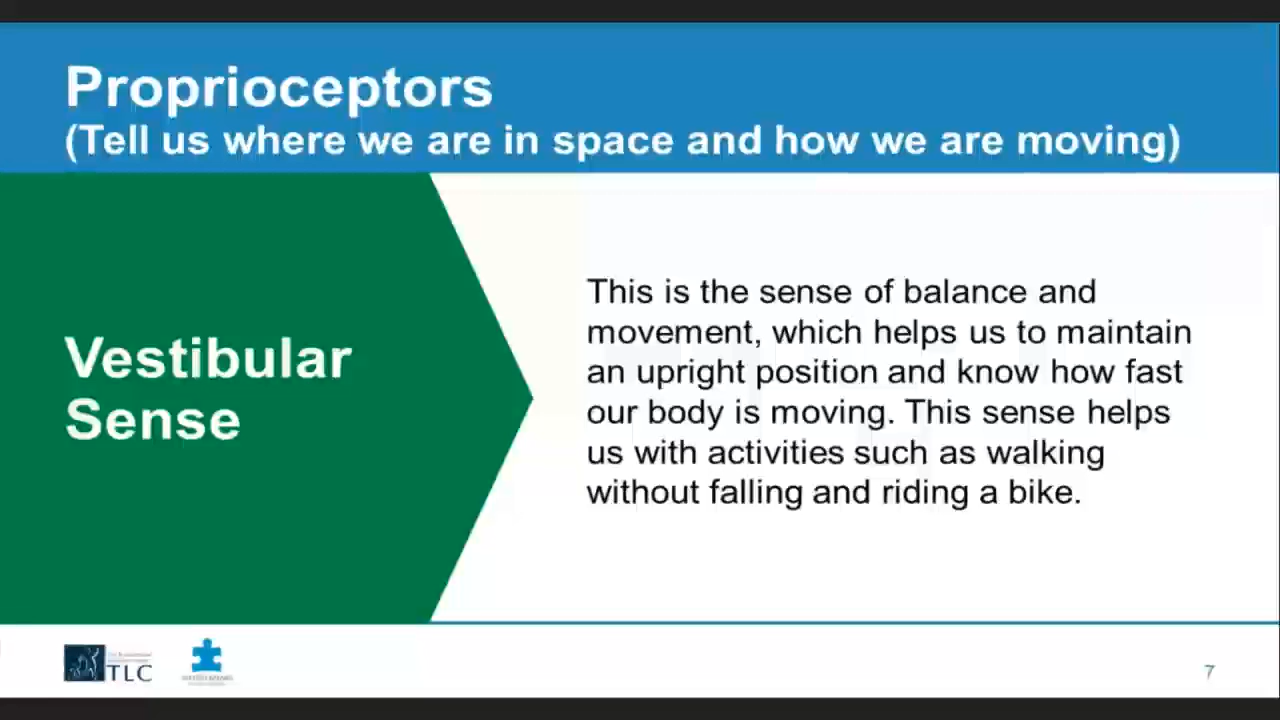 Proprioceptors
(Tell us where we are in space and how we are moving)
Vestibular
Sense
This is the sense of balance and
movement, which helps us to maintain
an upright position and know how fast
our body is moving. This sense helps
us with activities such as walking
without falling and riding a bike.
TLC
7